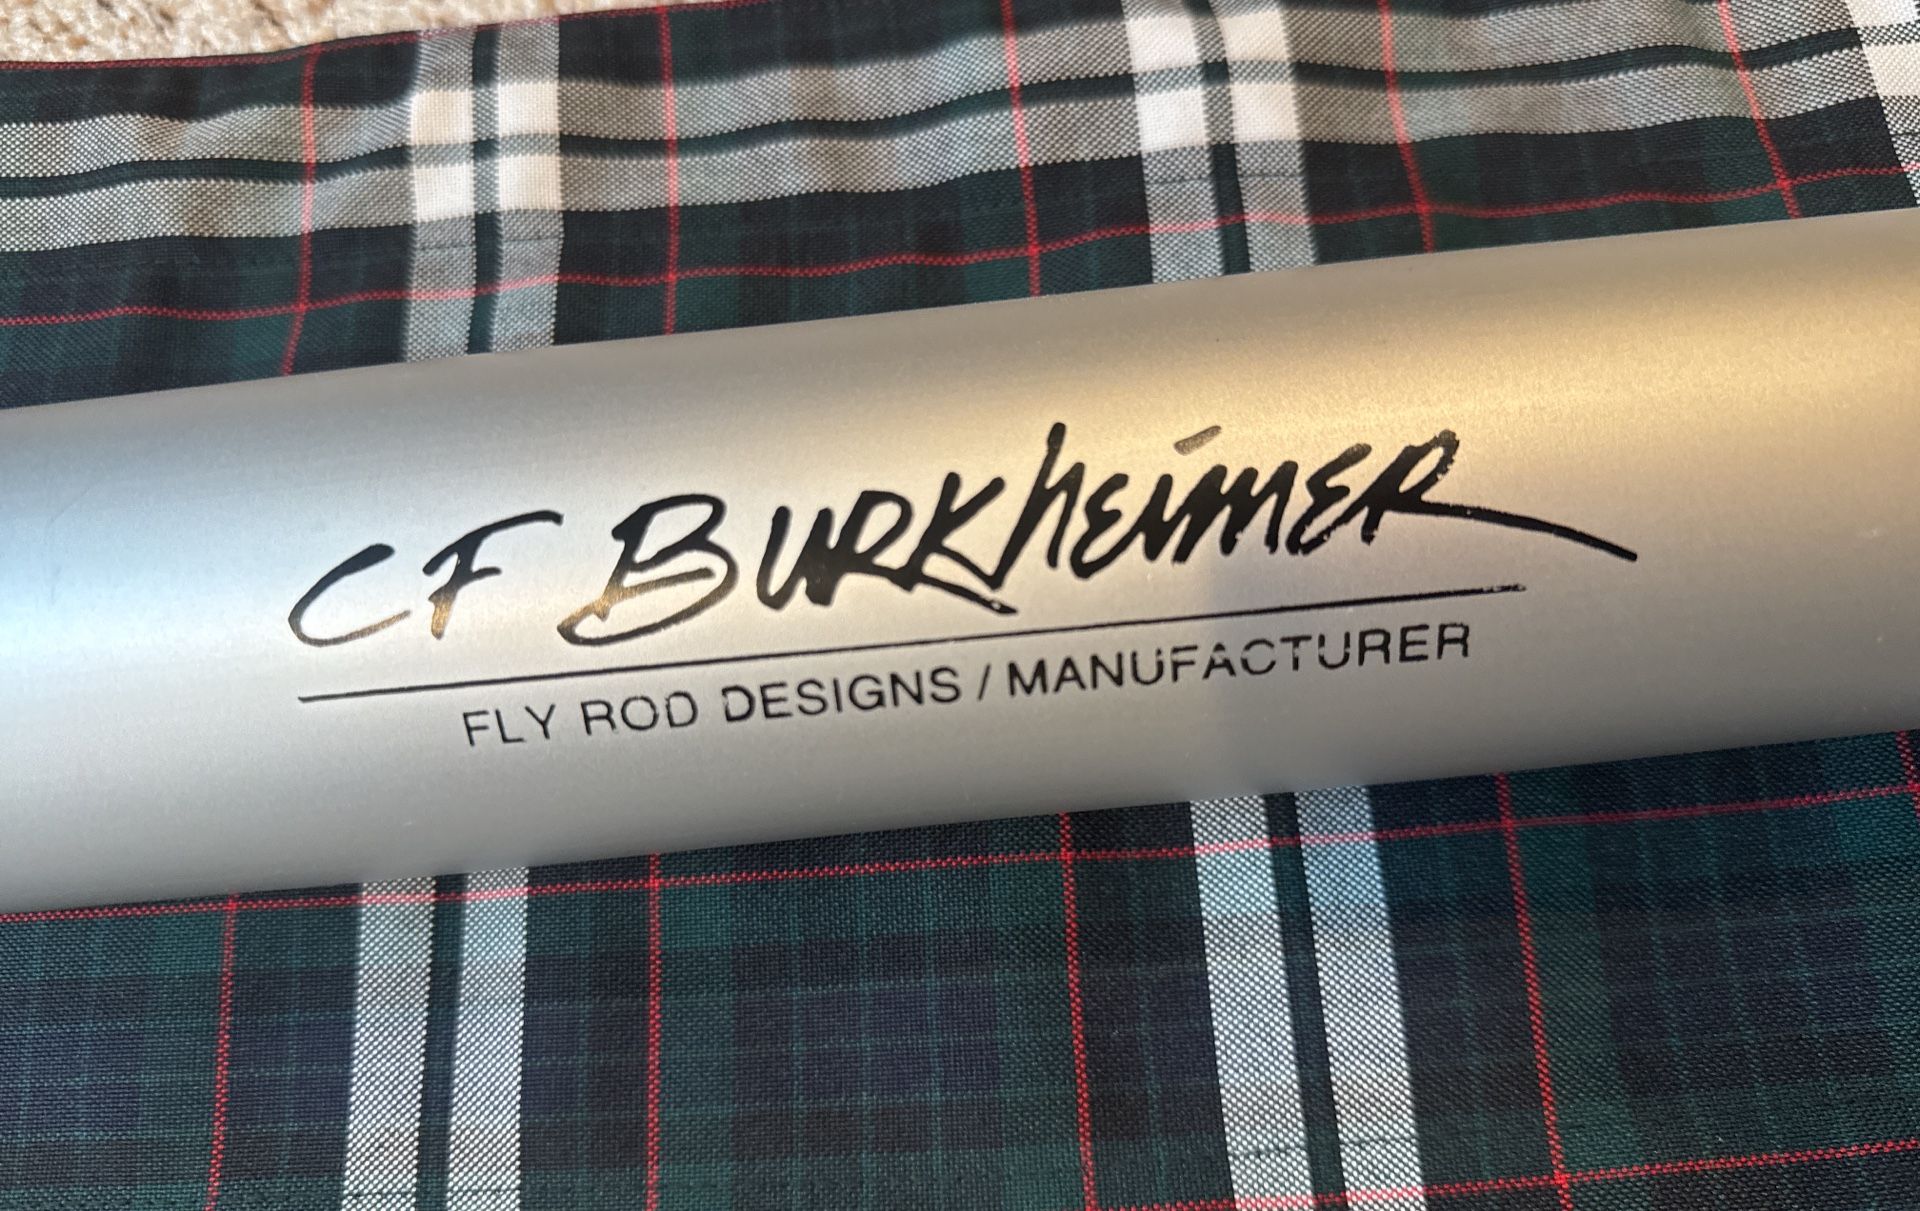 CF Burkheimer
FLY ROD DESIGNS / MANUFACTURER